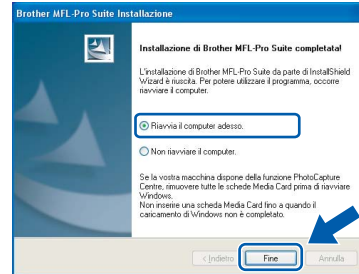 Brother MFL-Pro Suite Installazione
Installazione di Brother MFL-Pro Suite completata!
L'installazione di Brother MFL-Pro Suite da parte di InstallShield
Wizard è riuscita. Per potere utilizzare il programma, occorre
riavviare il computer.
Riavvia il computer adesso.
Non riavviare il computer.
Se la vostra macchina dispone della funzione PhotoCapture
Centre, rimuovere tutte le schede Media Card prima di riavviare
Windows.
Non inserire una scheda Media Card fino a quando il
caricamento di Windows non è completato.
< Indietro
Fine
Annulla